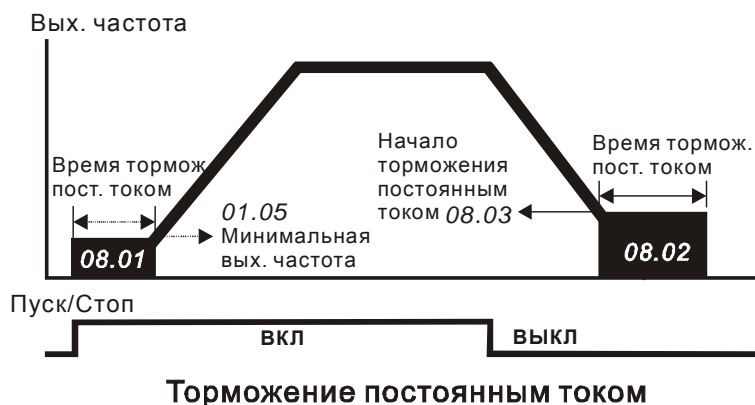 Вых. частота
Время тормож.
пост. током
01.05
Минимальная
вых. частота
08.01
Начало
торможения
постоянным
током 08.03
Время тормож.
пост. током
08.02
Пуск/Стоп
ВКЛ
ВЫКЛ
Торможение постоянным током